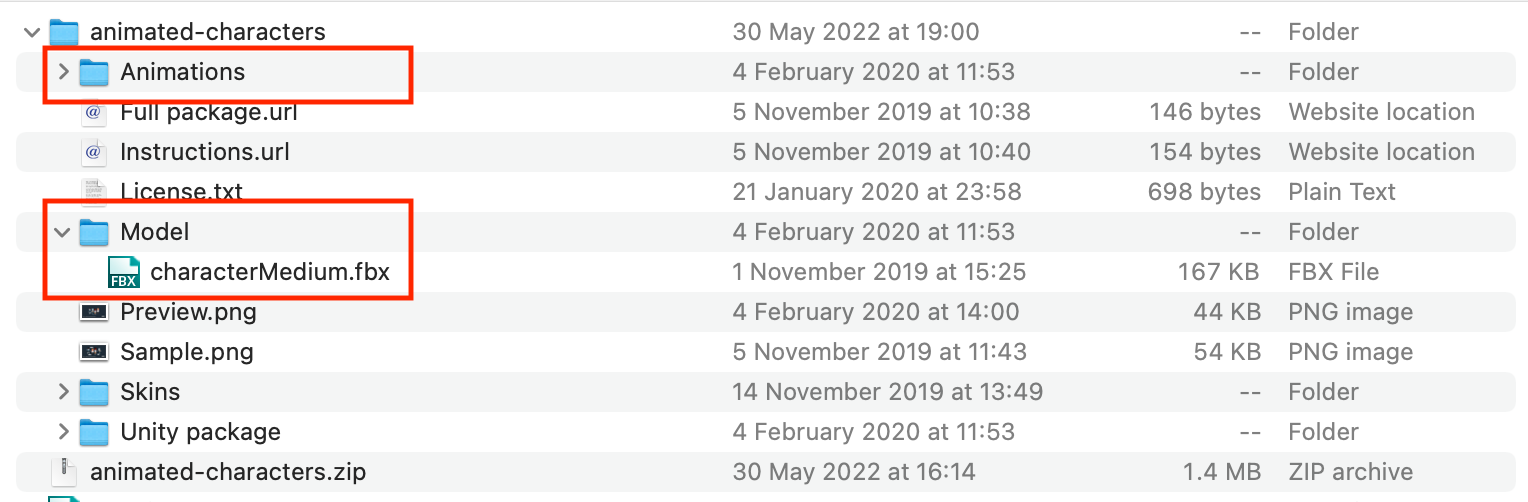 animated-characters 30 May 2022 at 19:00 -- Folder
Animations 4 February 2020 at 11:53 -- Folder
Full package.url 5 November 2019 at 10:38 146 bytes Website location
@ Instructions.url 5 November 2019 at 10:40 154 bytes Website location
License.txt 21 January 2020 at 23:58 698 bytes Plain Text
Model 4 February 2020 at 11:53 -- Folder
FBX characterMedium.fbx 1 November 2019 at 15:25 167 KB FBX File
Preview.png 4 February 2020 at 14:00 44 KB PNG image
Sample.png 5 November 2019 at 11:43 54 KB PNG image
Skins 14 November 2019 at 13:49 -- Folder
Unity package 4 February 2020 at 11:53 -- Folder
animated-characters.zip 30 May 2022 at 16:14 1.4 MB ZIP archive